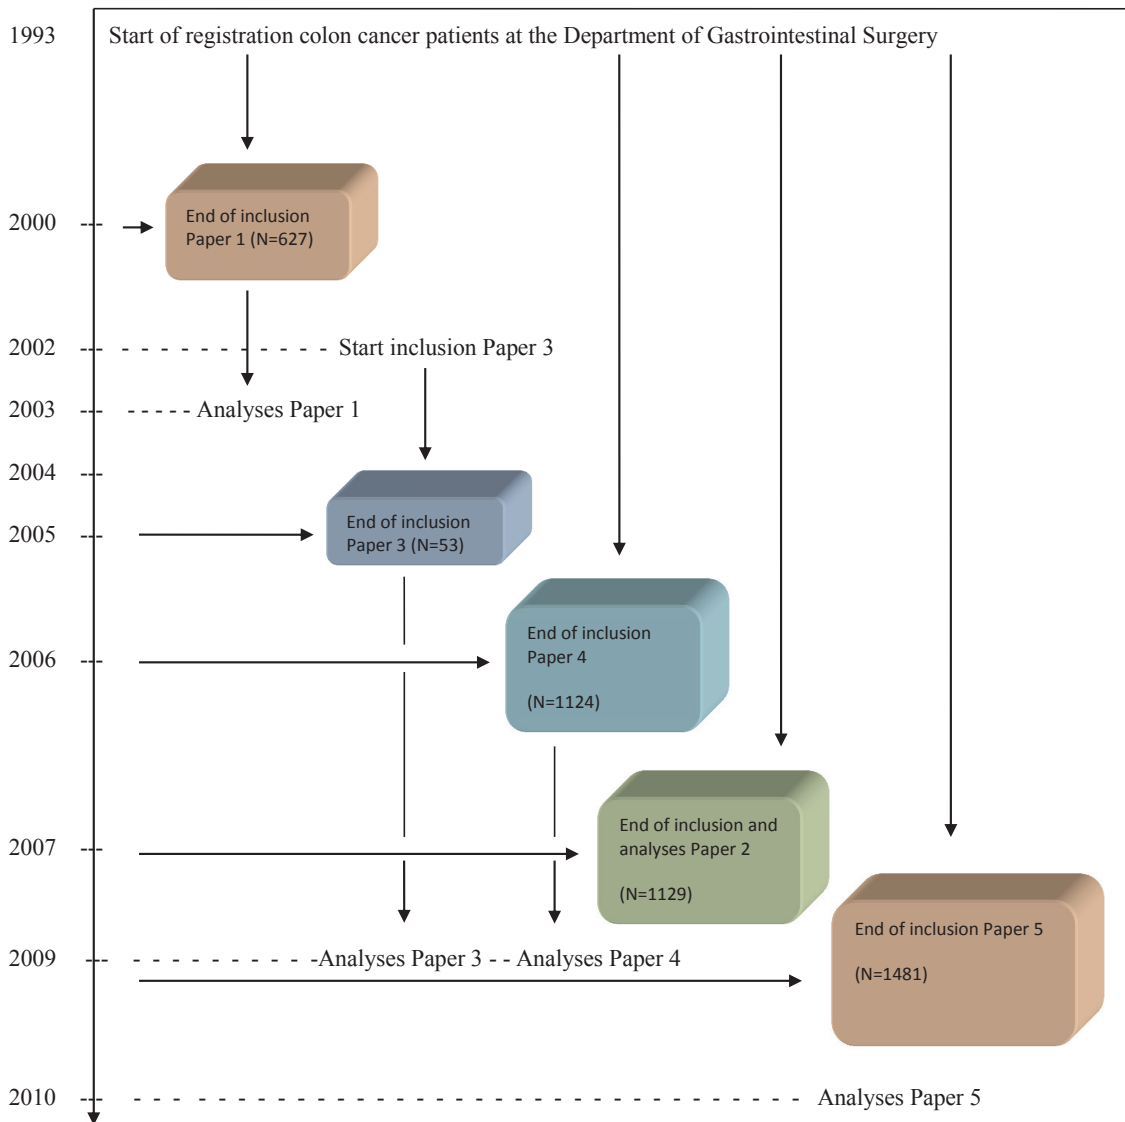 1993 Start of registration colon cancer patients at the Department of Gastrointestinal Surgery
2000
End of inclusion
Paper 1 (N=627)
2002 Start inclusion Paper 3
2003 Analyses Paper 1
2004
2005
End of inclusion
Paper 3 (N=53)
2006
End of inclusion
Paper 4
(N=1124)
2007
End of inclusion and
analyses Paper 2
(N=1129)
2009 Analyses Paper 3 Analyses Paper 4
End of inclusion Paper 5
(N=1481)
2010 Analyses Paper 5